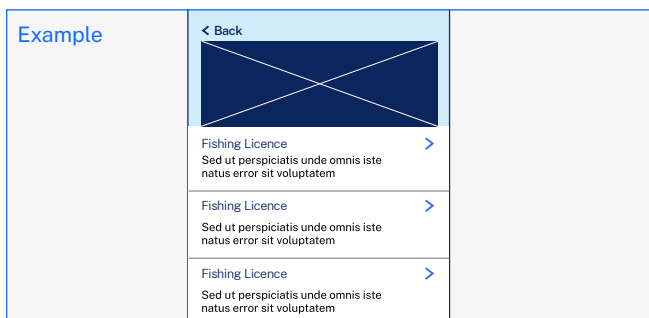 Example
Back
Fishing Licence
Sed ut perspiciatis unde omnis iste
natus error sit voluptatem
Fishing Licence
Sed ut perspiciatis unde omnis iste
natus error sit voluptatem
Fishing Licence
Sed ut perspiciatis unde omnis iste
natus error sit voluptatem